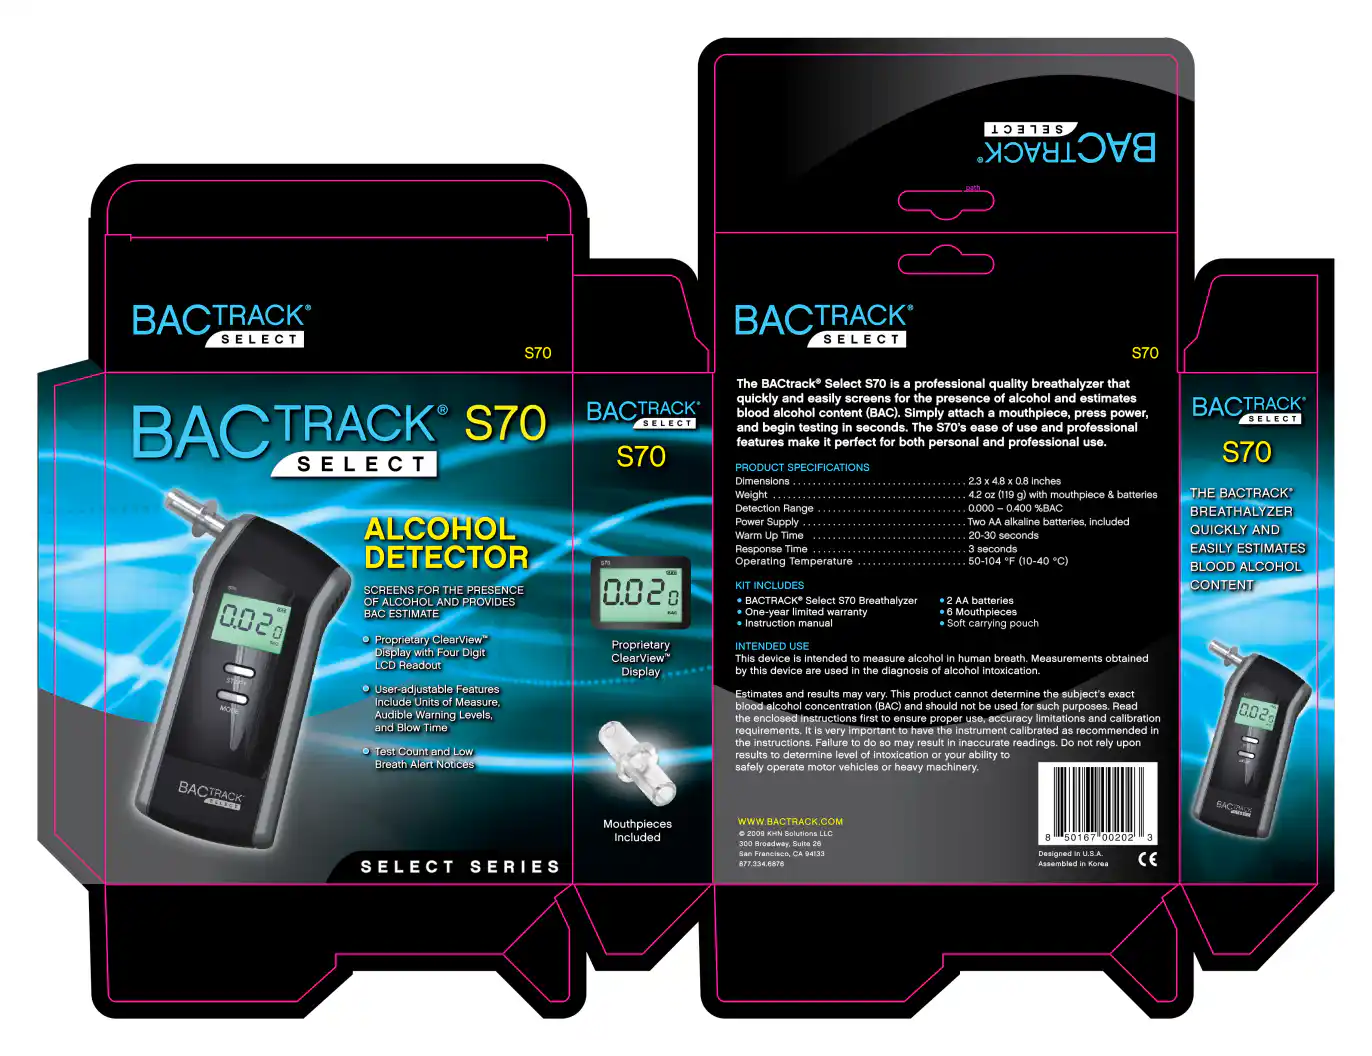 BACTRACK®
SELECT
path
BACTRACK®
SELECT
S70
BACTRACK®
SELECT
S70
BACTRACK® S70
SELECT
ALCOHOL
DETECTOR
SCREENS FOR THE PRESENCE
OF ALCOHOL AND PROVIDES
BAC ESTIMATE
Proprietary ClearView™
Display with Four Digit
LCD Readout
User-adjustable Features
Include Units of Measure,
Audible Warning Levels,
and Blow Time
Test Count and Low
Breath Alert Notices
0.020
START
MODE
BACTRACK
SELECT
SELECT SERIES
BACTRACK®
SELECT
S70
S70
0.020
Proprietary
ClearView™
Display
Mouthpieces
Included
The BACtrack® Select S70 is a professional quality breathalyzer that
quickly and easily screens for the presence of alcohol and estimates
blood alcohol content (BAC). Simply attach a mouthpiece, press power,
and begin testing in seconds. The S70's ease of use and professional
features make it perfect for both personal and professional use.
PRODUCT SPECIFICATIONS
Dimensions . . . . . . . . . . . . . . . . . . . . . . . . . . . . . . . . 2.3 x 4.8 x 0.8 inches
Weight . . . . . . . . . . . . . . . . . . . . . . . . . . . . . . . . 4.2 oz (119 g) with mouthpiece & batteries
Detection Range . . . . . . . . . . . . . . . . . . . . . . . . . 0.000 – 0.400 %BAC
Power Supply . . . . . . . . . . . . . . . . . . . . . . . . . . . Two AA alkaline batteries, included
Warm Up Time . . . . . . . . . . . . . . . . . . . . . . . . . . 20-30 seconds
Response Time . . . . . . . . . . . . . . . . . . . . . . . . . . 3 seconds
Operating Temperature . . . . . . . . . . . . . . . . . . . . . . 50-104 °F (10-40 °C)
KIT INCLUDES
• BACTRACK® Select S70 Breathalyzer
• One-year limited warranty
• Instruction manual
• 2 AA batteries
• 6 Mouthpieces
• Soft carrying pouch
INTENDED USE
This device is intended to measure alcohol in human breath. Measurements obtained
by this device are used in the diagnosis of alcohol intoxication.
Estimates and results may vary. This product cannot determine the subject's exact
blood alcohol concentration (BAC) and should not be used for such purposes. Read
the enclosed instructions first to ensure proper use, accuracy limitations and calibration
requirements. It is very important to have the instrument calibrated as recommended in
the instructions. Failure to do so may result in inaccurate readings. Do not rely upon
results to determine level of intoxication or your ability to
safely operate motor vehicles or heavy machinery.
WWW.BACTRACK.COM
© 2009 KHN Solutions LLC
300 Broadway, Suite 26
San Francisco, CA 94133
877.334.6876
8 50167 00202 3
Designed in U.S.A.
Assembled in Korea
CE
BACTRACK®
SELECT
S70
THE BACTRACK®
BREATHALYZER
QUICKLY AND
EASILY ESTIMATES
BLOOD ALCOHOL
CONTENT
0.020
BACTRACK